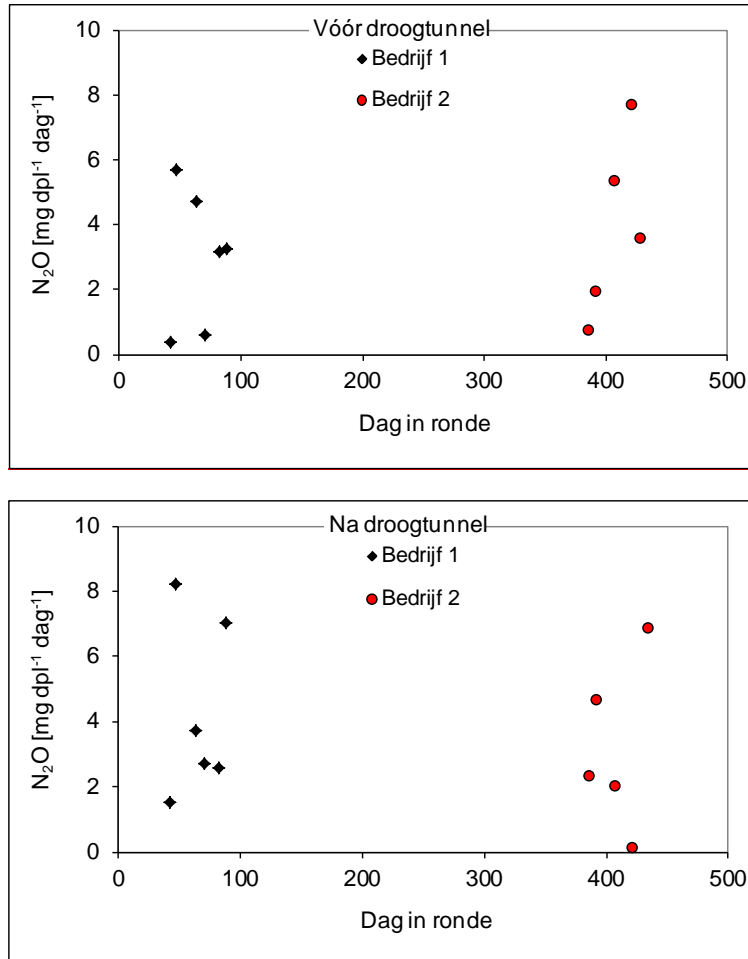 Vóór droogtunnel
Bedrijf 1
Bedrijf 2
N₂O [mg dpl⁻¹ dag⁻¹]
10
8
6
4
2
0
0 100 200 300 400 500
Dag in ronde
Na droogtunnel
Bedrijf 1
Bedrijf 2
N₂O [mg dpl⁻¹ dag⁻¹]
10
8
6
4
2
0
0 100 200 300 400 500
Dag in ronde